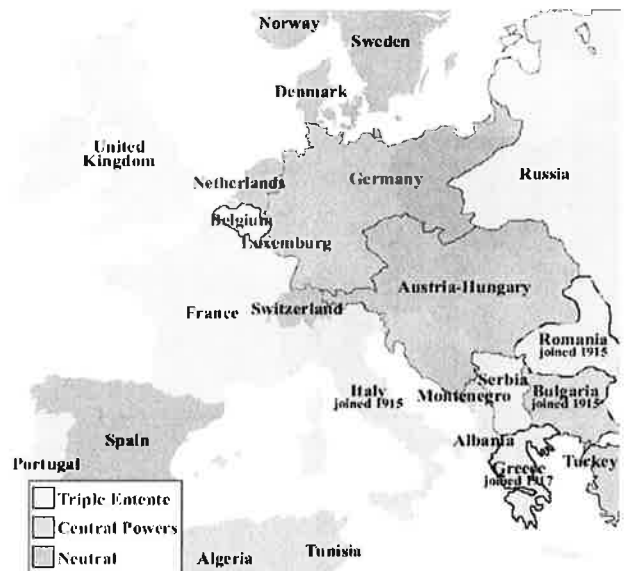 Norway
Sweden
Denmark
United
Kingdom
Netherlands
Germany
Russia
Belgium
Luxemburg
France
Switzerland
Austria-Hungary
Romania
joined 1915
Italy
joined 1915
Serbia
Montenegro
Bulgaria
joined 1915
Spain
Portugal
Albania
Greece
joined 1917
Turkey
Triple Entente
Central Powers
Neutral
Algeria
Tunisia